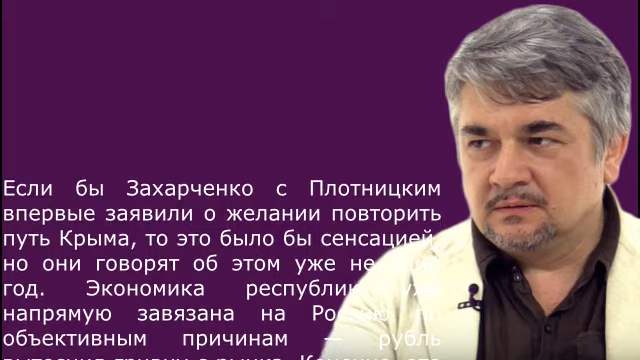 Если бы Захарченко с Плотницким
впервые заявили о желании повторить
путь Крыма, то это было бы сенсацией,
но они говорят об этом уже не
год. Экономика республик
напрямую завязана на
объективным причинам — рубль